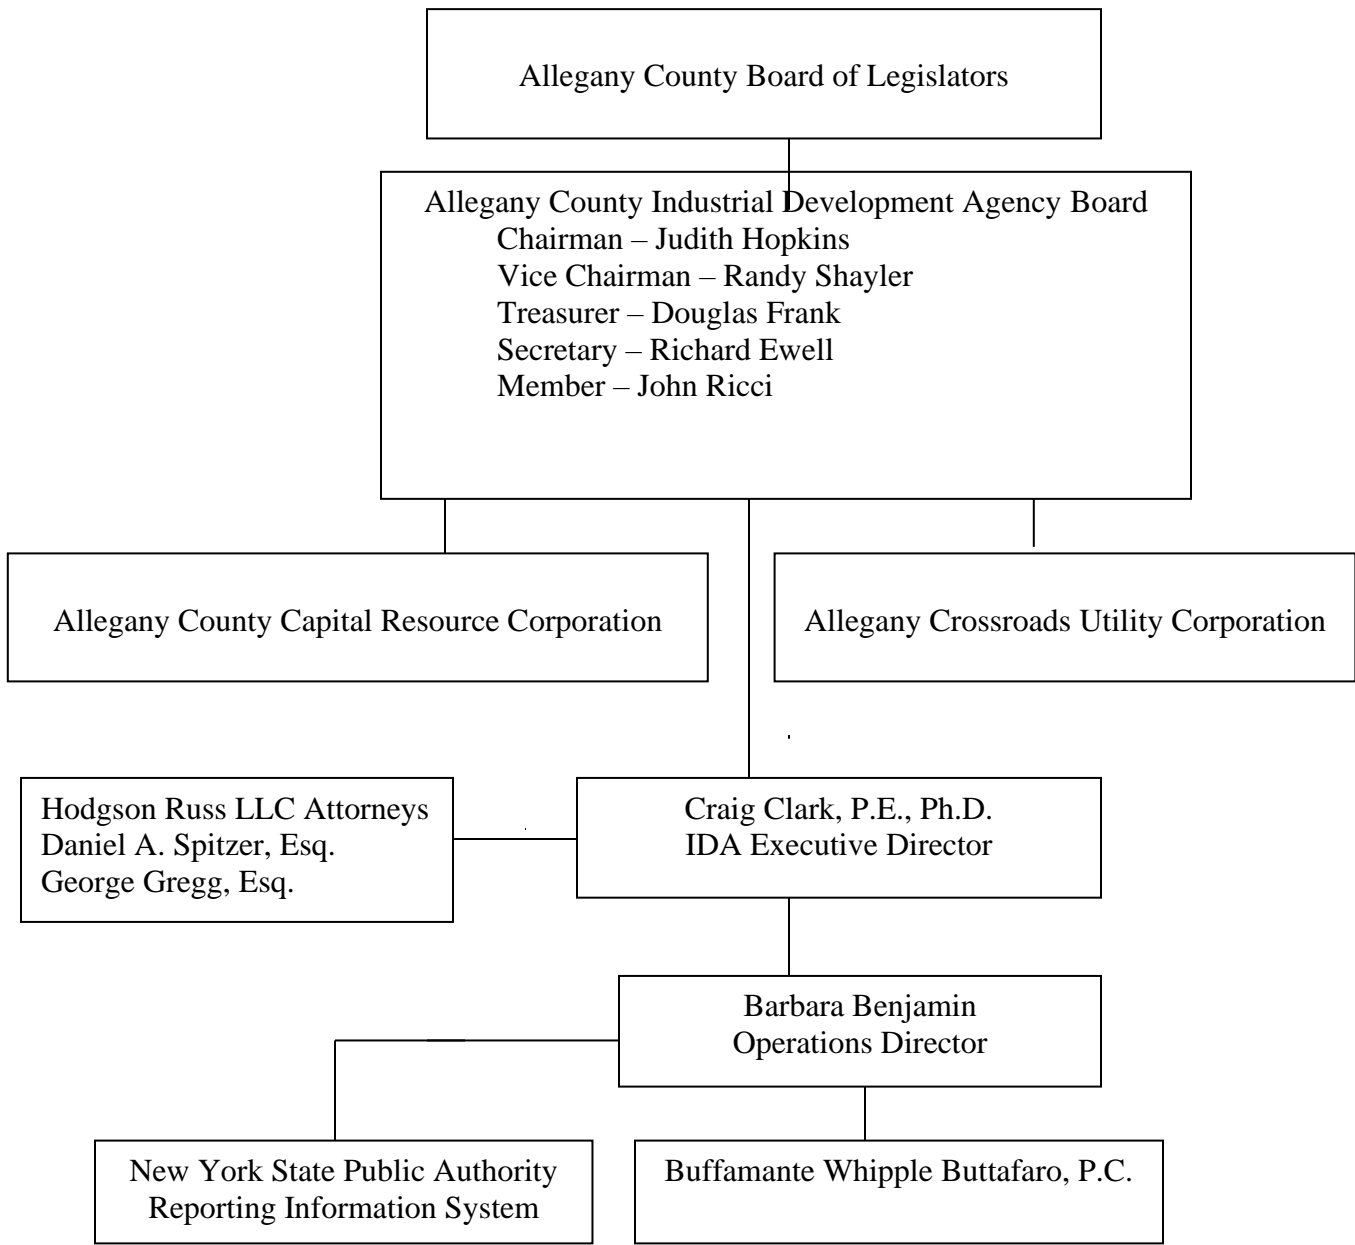 Allegany County Board of Legislators
Allegany County Industrial Development Agency Board
Chairman – Judith Hopkins
Vice Chairman – Randy Shayler
Treasurer – Douglas Frank
Secretary – Richard Ewell
Member – John Ricci
Allegany County Capital Resource Corporation
Allegany Crossroads Utility Corporation
Hodgson Russ LLC Attorneys
Daniel A. Spitzer, Esq.
George Gregg, Esq.
Craig Clark, P.E., Ph.D.
IDA Executive Director
Barbara Benjamin
Operations Director
New York State Public Authority
Reporting Information System
Buffamante Whipple Buttafaro, P.C.